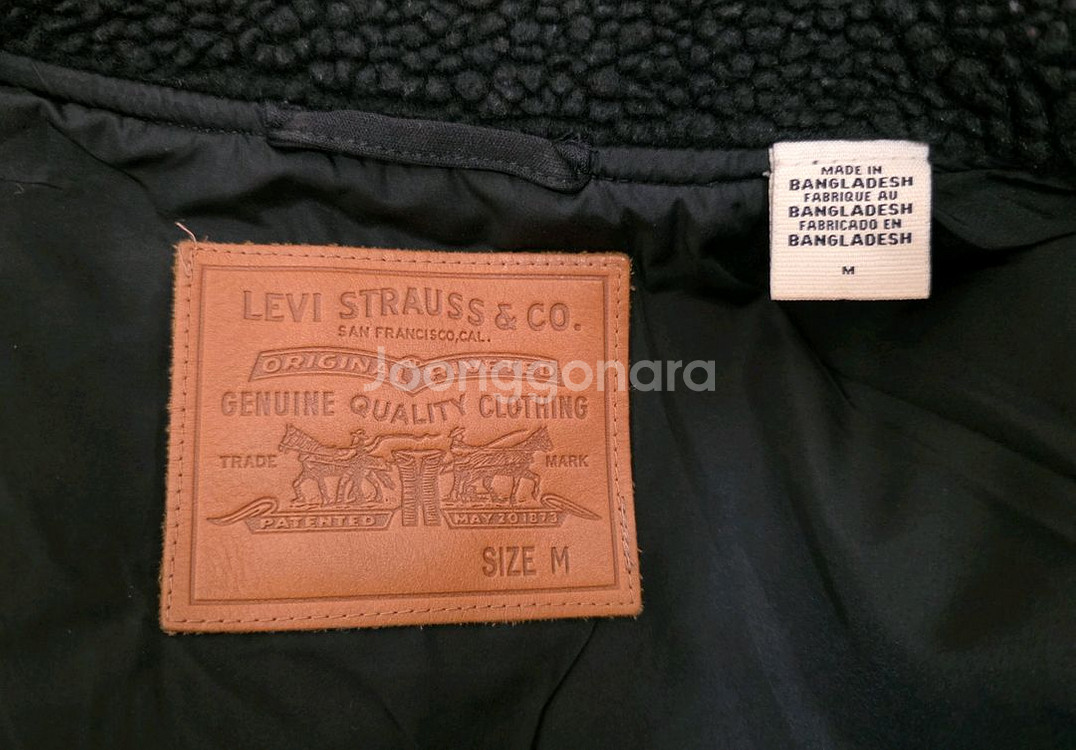 LEVI STRAUSS & CO.
SAN FRANCISCO, CAL.
ORIGINAL RIVETED
GENUINE QUALITY CLOTHING
TRADE MARK
PATENTED MAY 20 1873
SIZE M
MADE IN
BANGLADESH
FABRIQUE AU
BANGLADESH
FABRICADO EN
BANGLADESH
M
Joonggonara